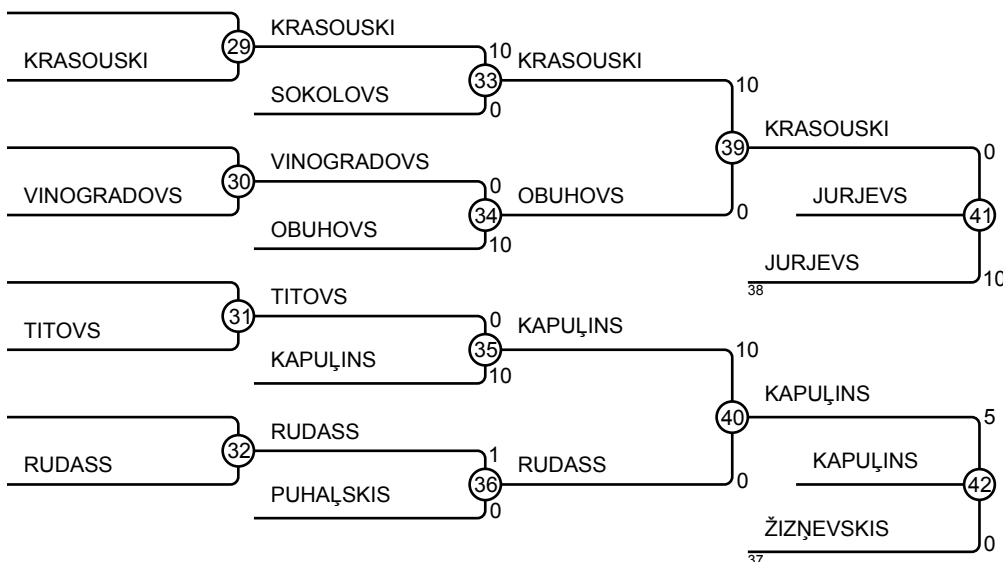 KRASOUSKI
29
KRASOUSKI
10
33
KRASOUSKI
SOKOLOVS
0
10
39
KRASOUSKI
0
VINOGRADOVS
30
VINOGRADOVS
0
34
OBUHOVS
OBUHOVS
10
0
JURJEVS
41
JURJEVS
38
10
TITOVS
31
TITOVS
0
35
KAPUĻINS
KAPUĻINS
10
10
40
KAPUĻINS
5
RUDASS
32
RUDASS
1
36
RUDASS
PUHAĻSKIS
0
0
KAPUĻINS
42
ŽIZŅEVSKIS
37
0